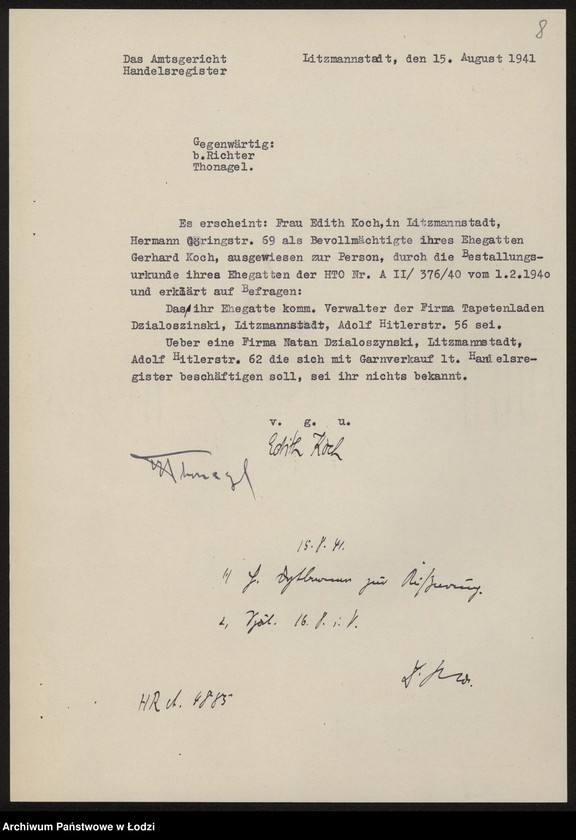 8
Das Amtsgericht Litzmannstadt, den 15. August 1941
Handelsregister
Gegenwärtig:
b.Richter
Thonagel.
Es erscheint: Frau Edith Koch,in Litzmannstadt,
Hermann Göringstr. 69 als Bevollmächtigte ihres Ehegatten
Gerhard Koch, ausgewiesen zur Person, durch die Bestallungs-
urkunde ihres Ehegatten der HTO Nr. A II/ 376/40 vom 1.2.1940
und erklärt auf Befragen:
Das ihr Ehegatte komm. Verwalter der Firma Tapetenladen
Dzialoszinski, Litzmannstadt, Adolf Hitlerstr. 56 sei.
Ueber eine Firma Natan Dzialoszynski, Litzmannstadt,
Adolf Hitlerstr. 62 die sich mit Garnverkauf lt. Handelsre-
gister beschäftigen soll, sei ihr nichts bekannt.
v. g. u.
Edith Koch
Thonagel
15.8.41.
1) zur
2, 16.8.
HR A. 4885
Archiwum Państwowe w Łodzi